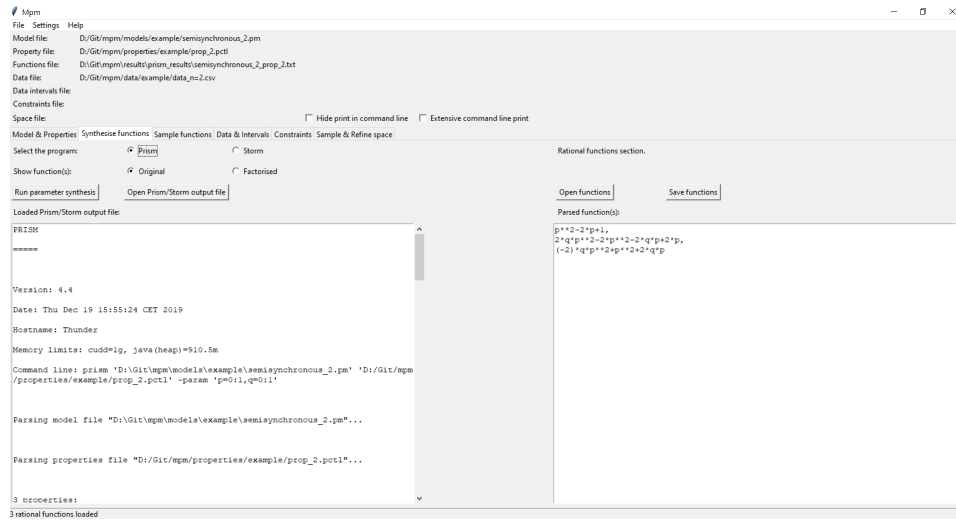 Mpm
File Settings Help
Model file: D:/Git/mpm/models/example/semisynchronous_2.pm
Property file: D:/Git/mpm/properties/example/prop_2.pctl
Functions file: D:\Git\mpm\results\prism_results\semisynchronous_2_prop_2.txt
Data file: D:/Git/mpm/data/example/data_n=2.csv
Data intervals file:
Constraints file:
Space file: Hide print in command line Extensive command line print
Model & Properties Synthesise functions Sample functions Data & Intervals Constraints Sample & Refine space
Select the program: Prism Storm Rational functions section.
Show function(s): Original Factorised
Run parameter synthesis Open Prism/Storm output file Open functions Save functions
Loaded Prism/Storm output file: Parsed function(s):
PRISM
=====
Version: 4.4
Date: Thu Dec 19 15:55:24 CET 2019
Hostname: Thunder
Memory limits: cudd=1g, java(heap)=910.5m
Command line: prism 'D:\Git\mpm\models\example\semisynchronous_2.pm' 'D:/Git/mpm
/properties/example/prop_2.pctl' -param 'p=0:1,q=0:1'
Parsing model file "D:\Git\mpm\models\example\semisynchronous_2.pm"...
Parsing properties file "D:/Git/mpm/properties/example/prop_2.pctl"...
3 properties:
p**2-2*p+1,
2*q*p**2-2*p**2-2*q*p+2*p,
(-2)*q*p**2+p**2+2*q*p
3 rational functions loaded